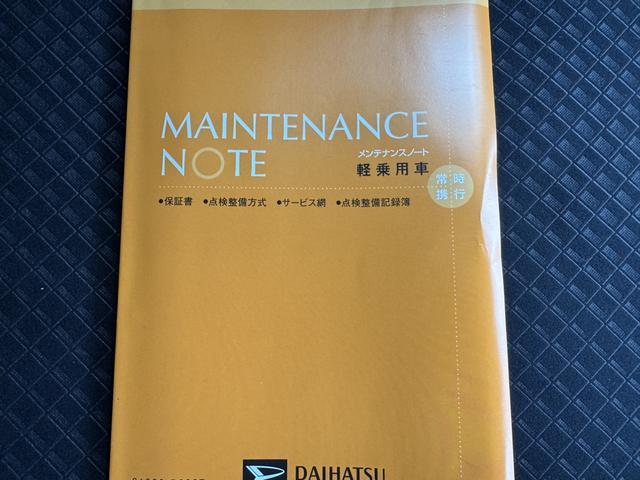 MAINTENANCE
NOTE
メンテナンスノート
軽乗用車
常時
携行
●保証書 ●点検整備方式 ●サービス網 ●点検整備記録簿
DAIHATSU